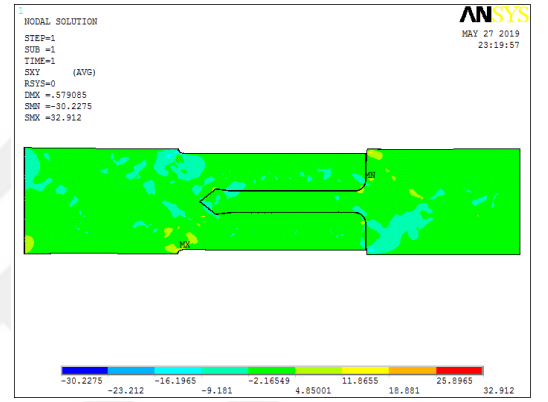 1
NODAL SOLUTION
STEP=1
SUB =1
TIME=1
SXY (AVG)
RSYS=0
DMX =.579085
SMN =-30.2275
SMX =32.912
ANSYS
MAY 27 2019
23:19:57
MN
MX
-30.2275 -16.1965 -2.16549 11.8655 25.8965
-23.212 -9.181 4.85001 18.881 32.912